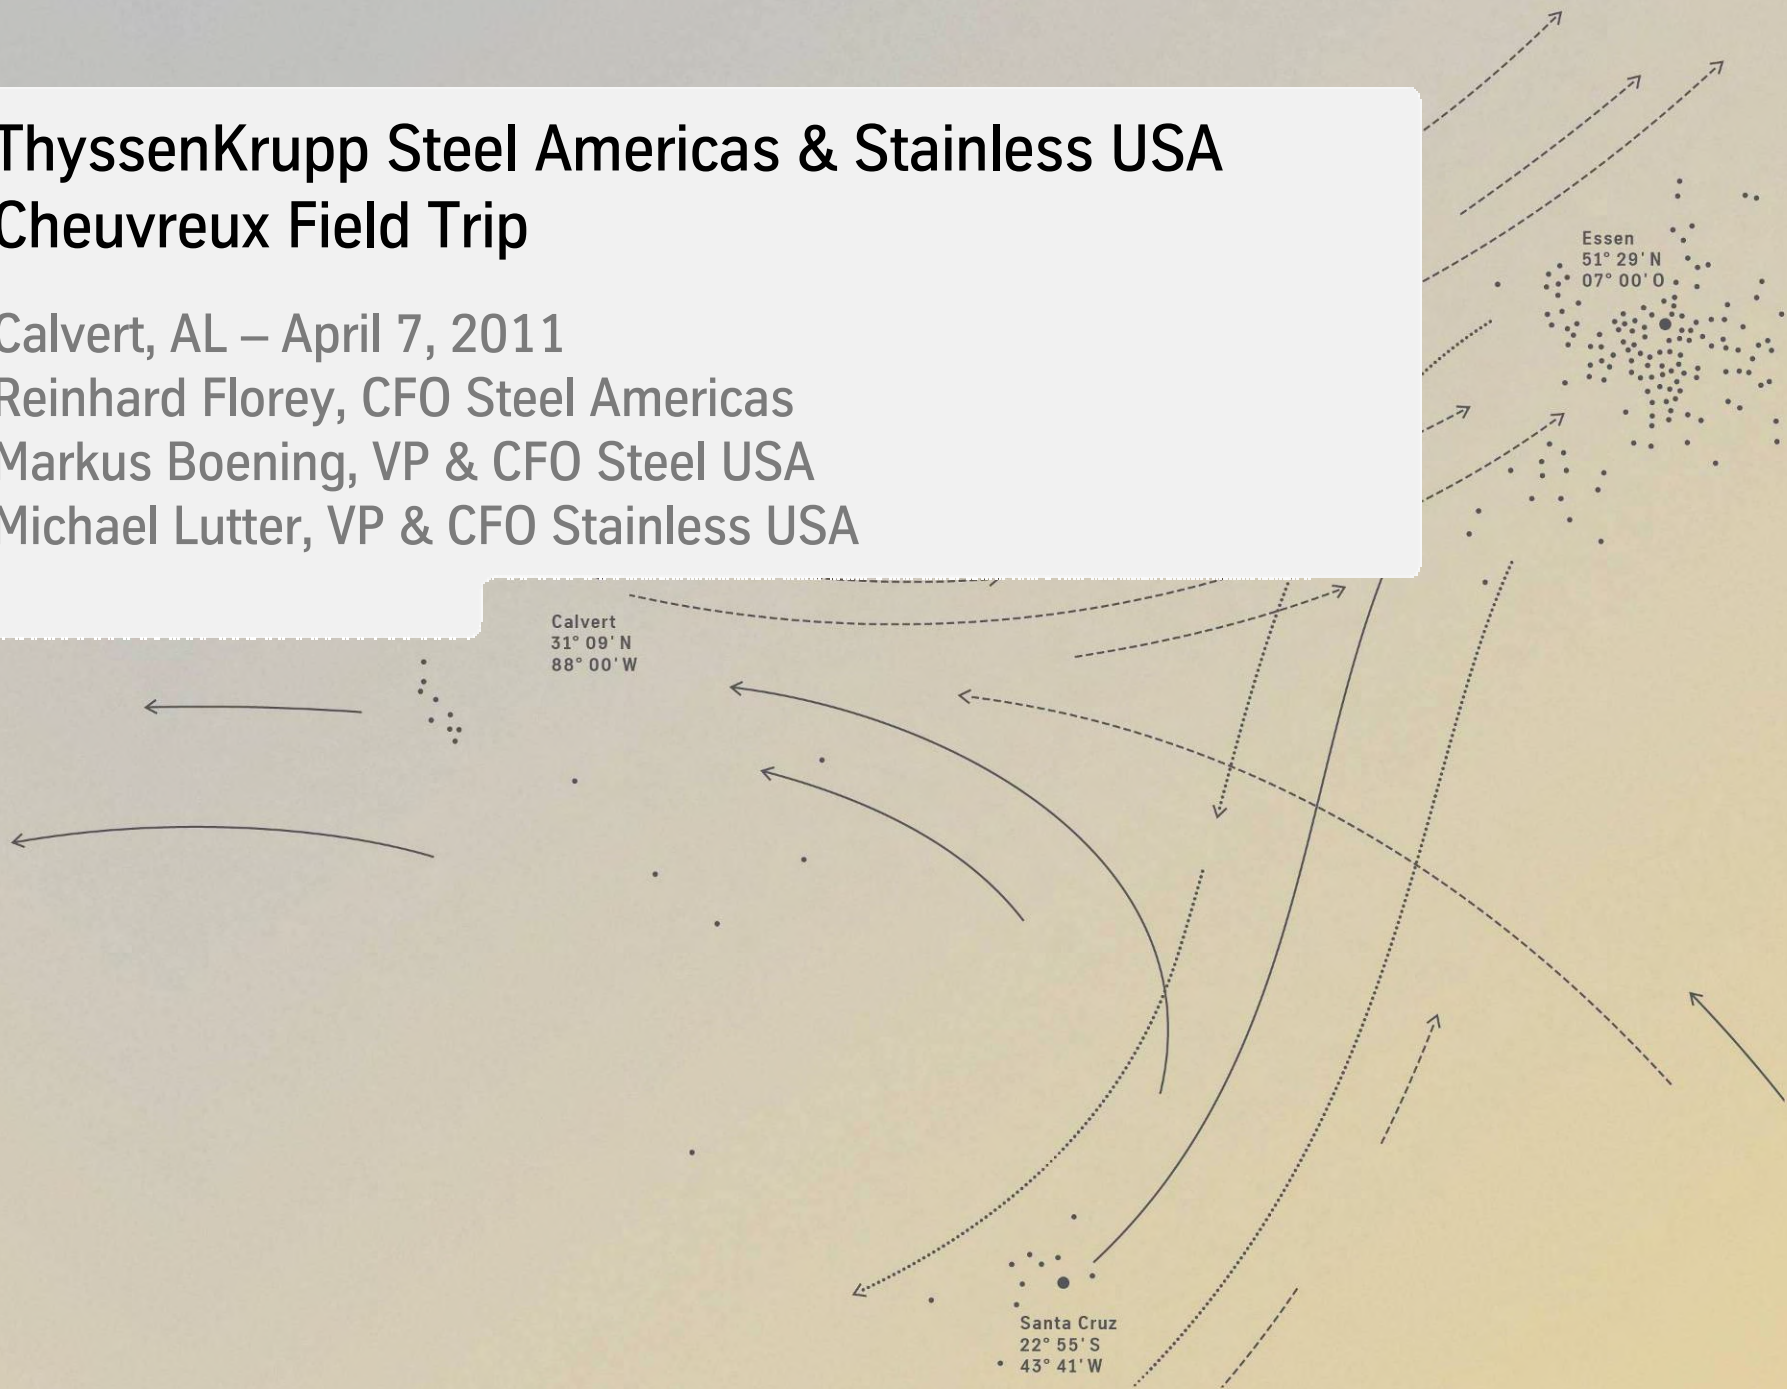 ThyssenKrupp Steel Americas & Stainless USA
Cheuvreux Field Trip
Calvert, AL – April 7, 2011
Reinhard Florey, CFO Steel Americas
Markus Boening, VP & CFO Steel USA
Michael Lutter, VP & CFO Stainless USA
Essen
51° 29' N
07° 00' O
Calvert
31° 09' N
88° 00' W
Santa Cruz
22° 55' S
43° 41' W